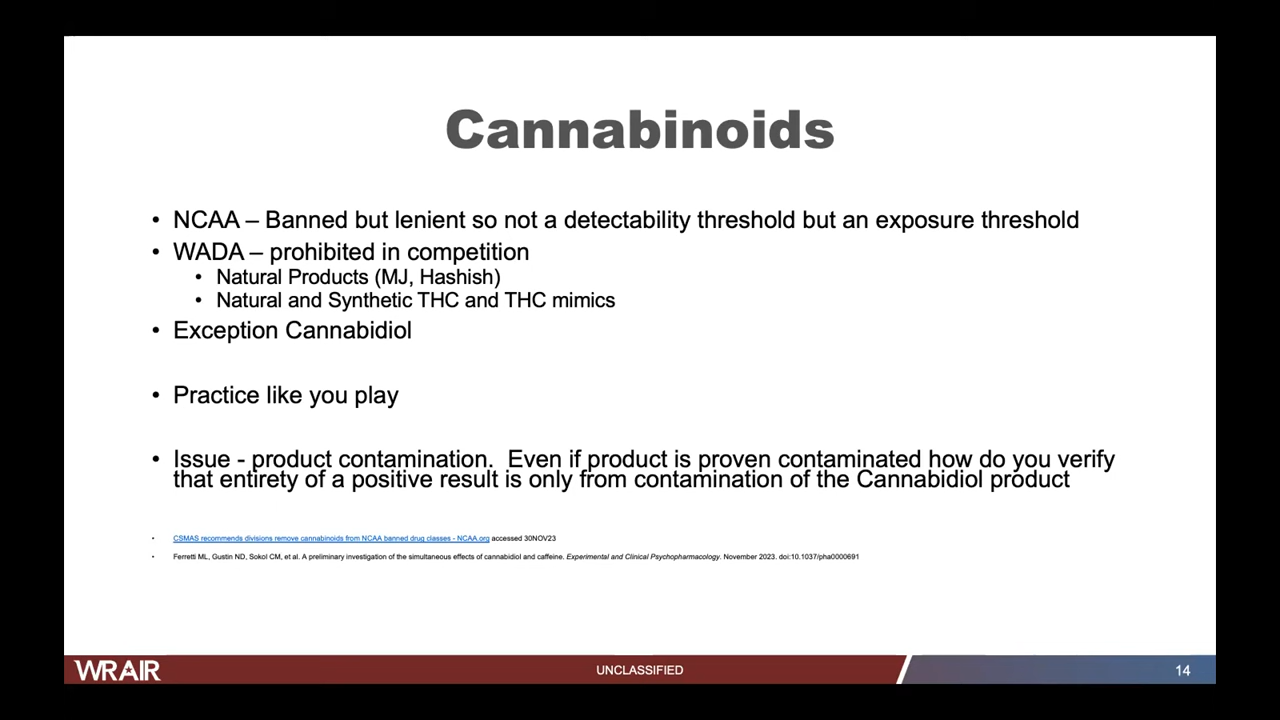 Cannabinoids
• NCAA – Banned but lenient so not a detectability threshold but an exposure threshold
• WADA – prohibited in competition
• Natural Products (MJ, Hashish)
• Natural and Synthetic THC and THC mimics
• Exception Cannabidiol
• Practice like you play
• Issue - product contamination.  Even if product is proven contaminated how do you verify
that entirety of a positive result is only from contamination of the Cannabidiol product
• CSMAS recommends divisions remove cannabinoids from NCAA banned drug classes - NCAA.org accessed 30NOV23
• Ferretti ML, Gustin ND, Sokol CM, et al. A preliminary investigation of the simultaneous effects of cannabidiol and caffeine. Experimental and Clinical Psychopharmacology. November 2023. doi:10.1037/pha0000691
WRAIR
UNCLASSIFIED
14